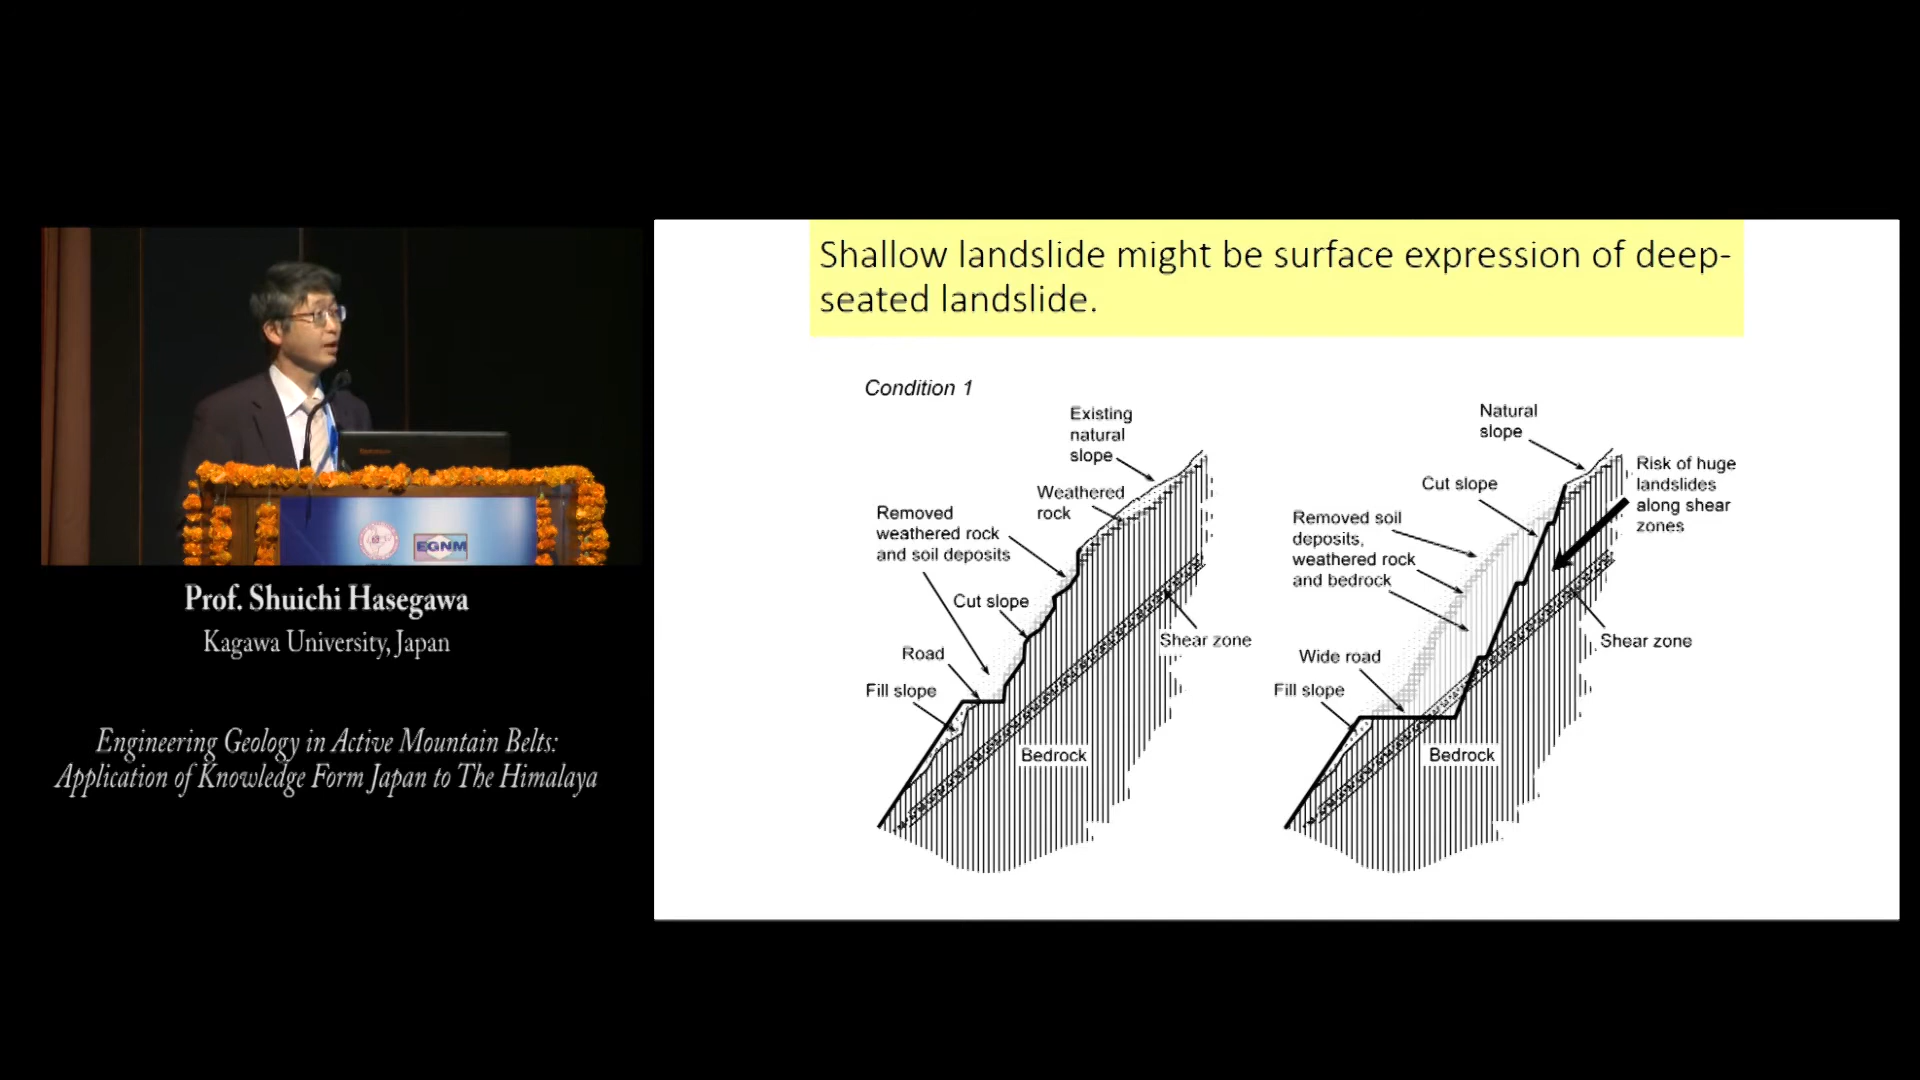 Shallow landslide might be surface expression of deep-
seated landslide.
Condition 1
Existing
natural
slope
Weathered
rock
Removed
weathered rock
and soil deposits
Cut slope
Road
Fill slope
Shear zone
Bedrock
Natural
slope
Risk of huge
landslides
along shear
zones
Cut slope
Removed soil
deposits,
weathered rock
and bedrock
Wide road
Fill slope
Shear zone
Bedrock
EGNM
Prof. Shuichi Hasegawa
Kagawa University, Japan
Engineering Geology in Active Mountain Belts:
Application of Knowledge Form Japan to The Himalaya